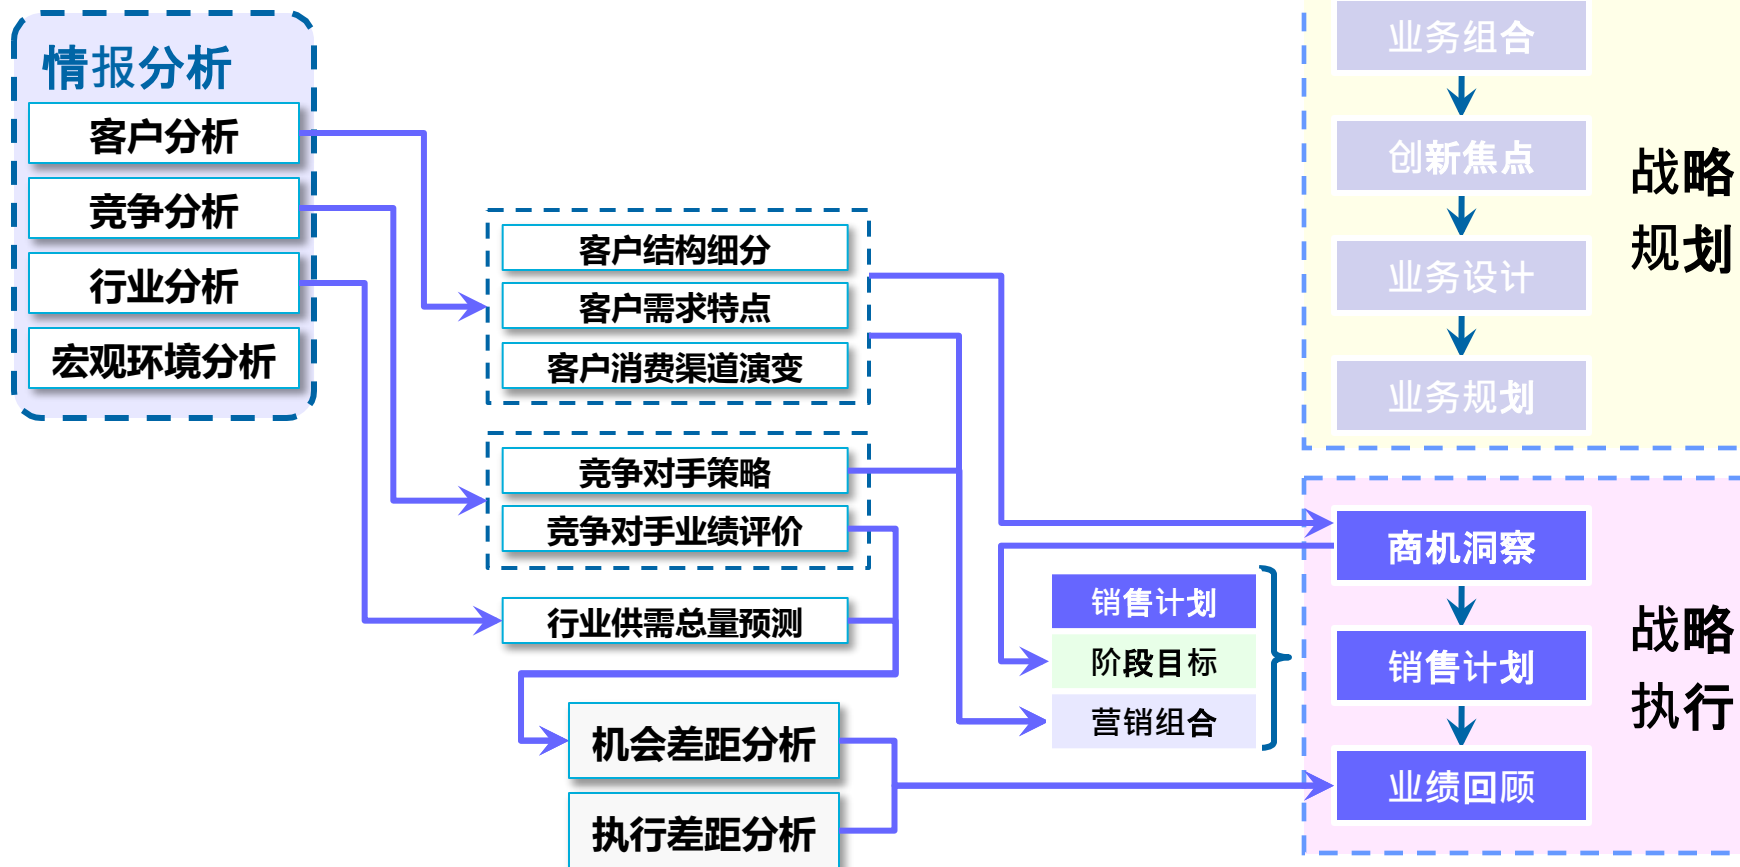 情报分析
客户分析
竞争分析
行业分析
宏观环境分析
客户结构细分
客户需求特点
客户消费渠道演变
竞争对手策略
竞争对手业绩评价
行业供需总量预测
机会差距分析
执行差距分析
销售计划
阶段目标
营销组合
业务组合
创新焦点
业务设计
业务规划
战略
规划
商机洞察
销售计划
业绩回顾
战略
执行